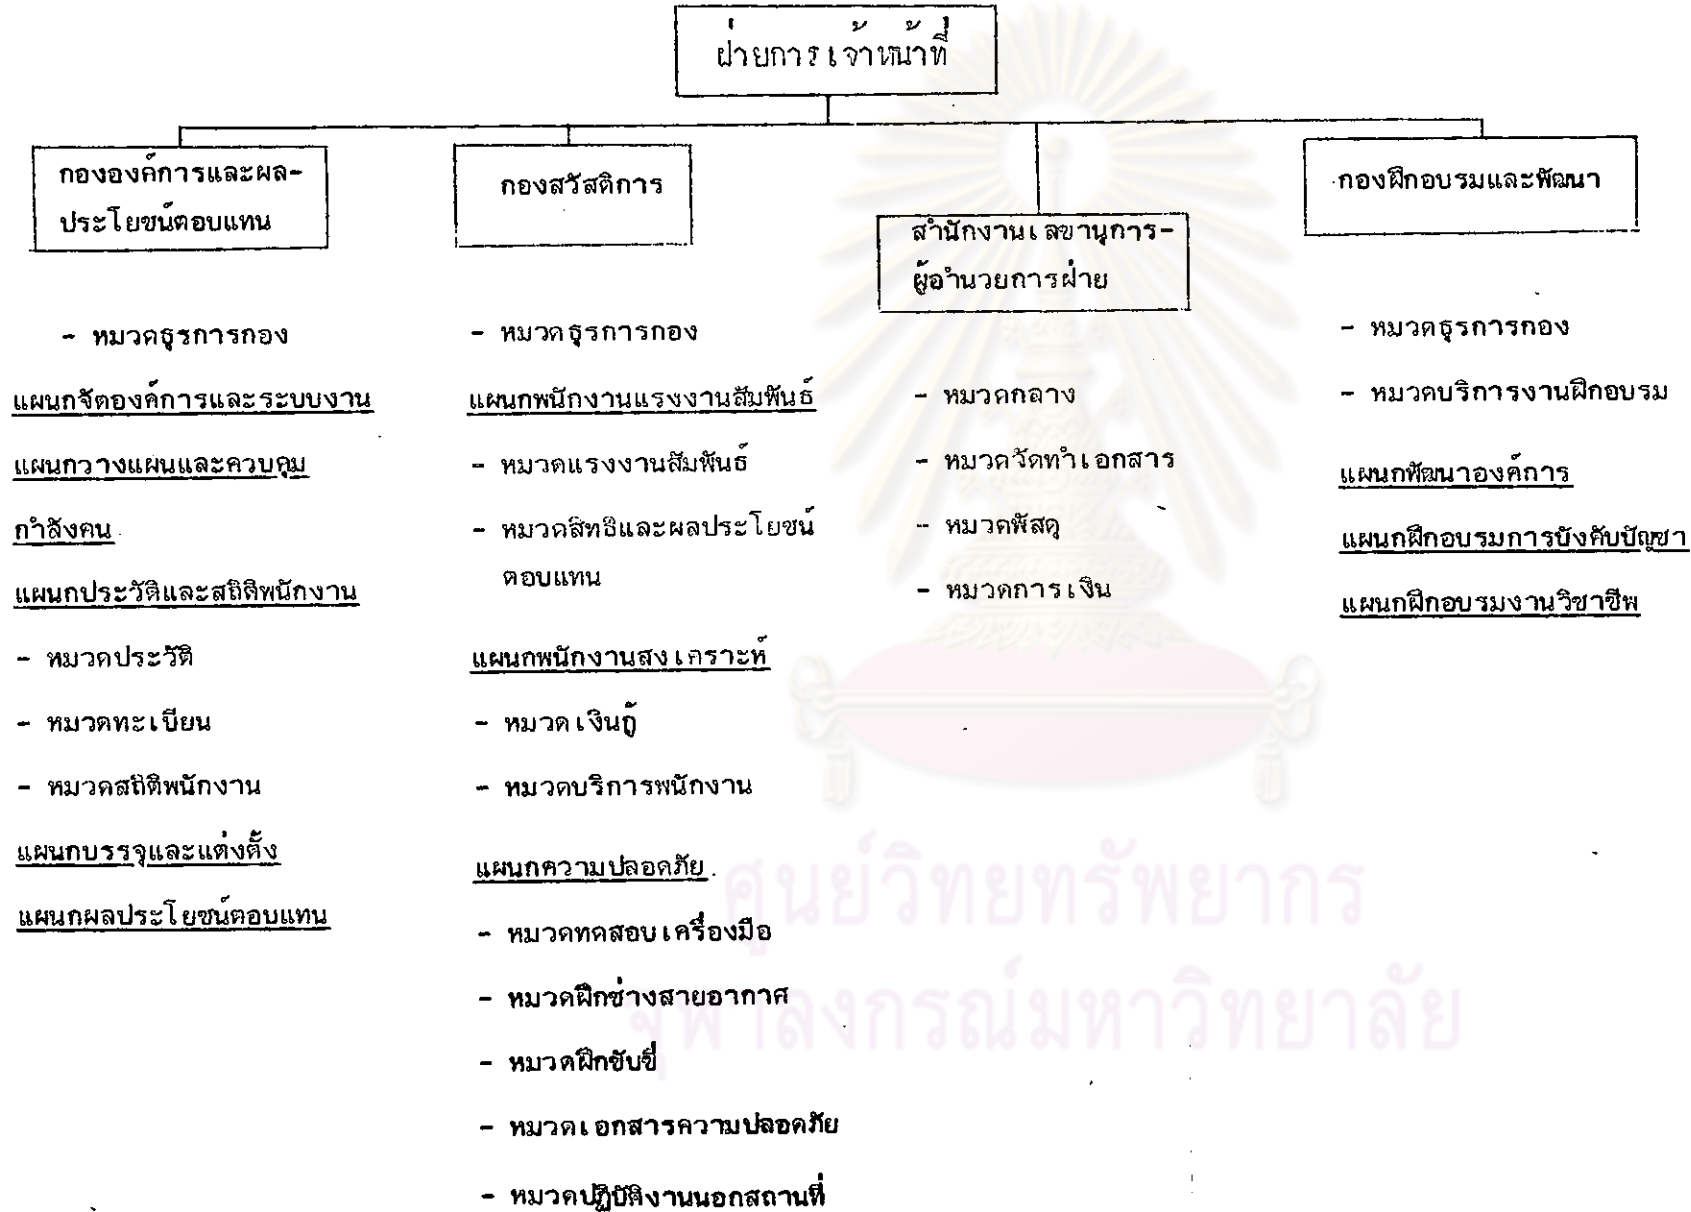 ฝ่ายการเจ้าหน้าที่
กององค์การและผล-
ประโยชน์ตอบแทน
- หมวดธุรการกอง
แผนกจัดองค์การและระบบงาน
แผนกวางแผนและควบคุม
กำลังคน
แผนกประวัติและสถิติพนักงาน
- หมวดประวัติ
- หมวดทะเบียน
- หมวดสถิติพนักงาน
แผนกบรรจุและแต่งตั้ง
แผนกผลประโยชน์ตอบแทน
กองสวัสดิการ
- หมวดธุรการกอง
แผนกพนักงานแรงงานสัมพันธ์
- หมวดแรงงานสัมพันธ์
- หมวดสิทธิและผลประโยชน์
ตอบแทน
แผนกพนักงานสงเคราะห์
- หมวดเงินกู้
- หมวดบริการพนักงาน
แผนกความปลอดภัย
- หมวดทดสอบเครื่องมือ
- หมวดฝึกช่างสายอากาศ
- หมวดฝึกขับขี่
- หมวดเอกสารความปลอดภัย
- หมวดปฏิบัติงานนอกสถานที่
สำนักงานเลขานุการ-
ผู้อำนวยการฝ่าย
- หมวดกลาง
- หมวดจัดทำเอกสาร
- หมวดพัสดุ
- หมวดการเงิน
กองฝึกอบรมและพัฒนา
- หมวดธุรการกอง
- หมวดบริการงานฝึกอบรม
แผนกพัฒนาองค์การ
แผนกฝึกอบรมการบังคับบัญชา
แผนกฝึกอบรมงานวิชาชีพ
ศูนย์วิทยทรัพยากร
จุฬาลงกรณ์มหาวิทยาลัย